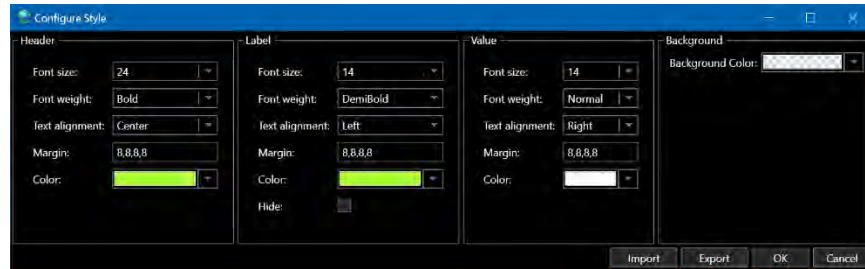 Configure Style
Header Label Value Background
Font size: 24 Font size: 14 Font size: 14 Background Color:
Font weight: Bold Font weight: DemiBold Font weight: Normal
Text alignment: Center Text alignment: Left Text alignment: Right
Margin: 8,8,8,8 Margin: 8,8,8,8 Margin: 8,8,8,8
Color: Color: Color:
Hide:
Import Export OK Cancel